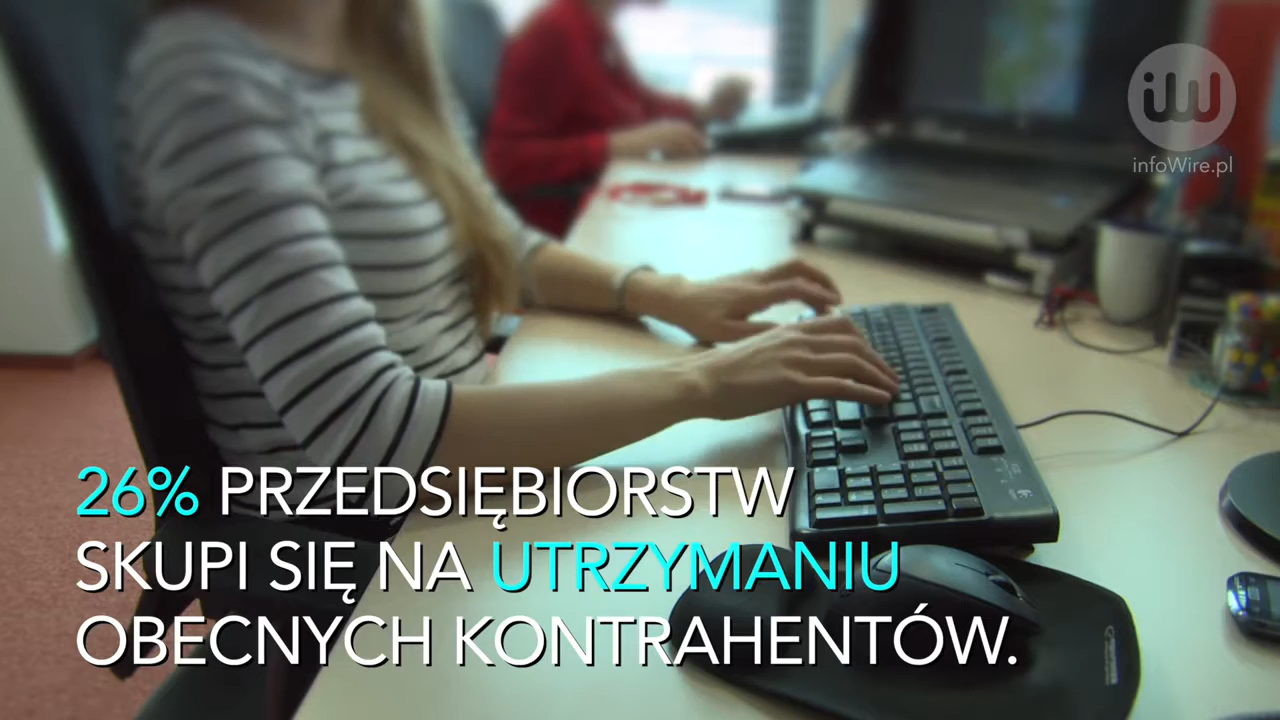 iw
infoWire.pl
26% PRZEDSIĘBIORSTW
SKUPI SIĘ NA UTRZYMANIU
OBECNYCH KONTRAHENTÓW.